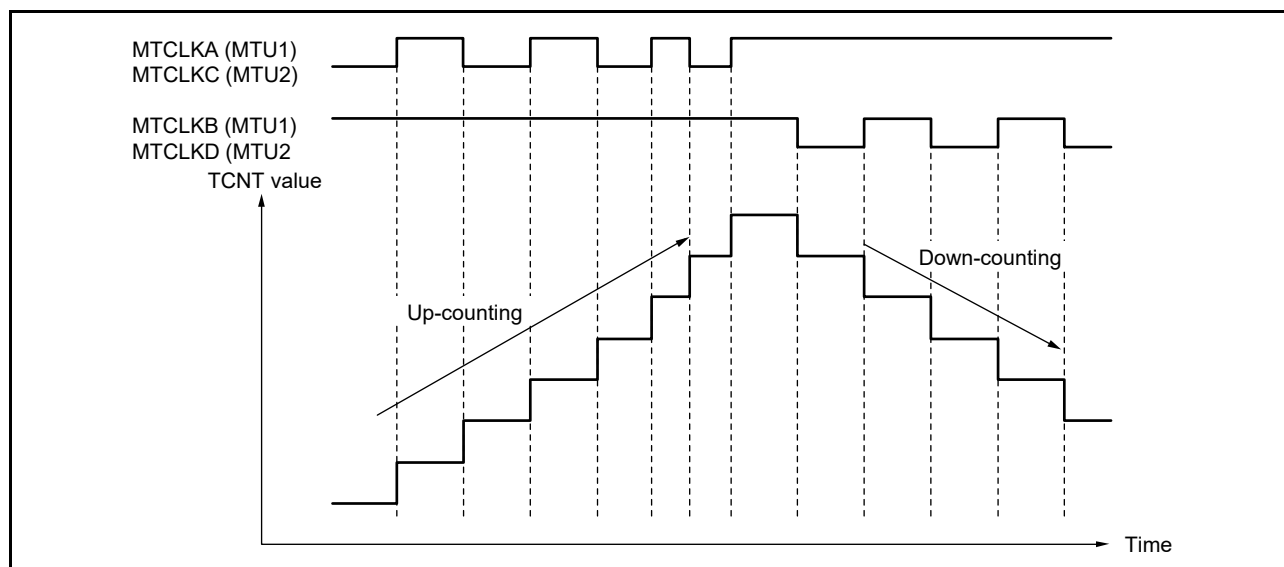 MTCLKA (MTU1)
MTCLKC (MTU2)
MTCLKB (MTU1)
MTCLKD (MTU2
TCNT value
Down-counting
Up-counting
Time